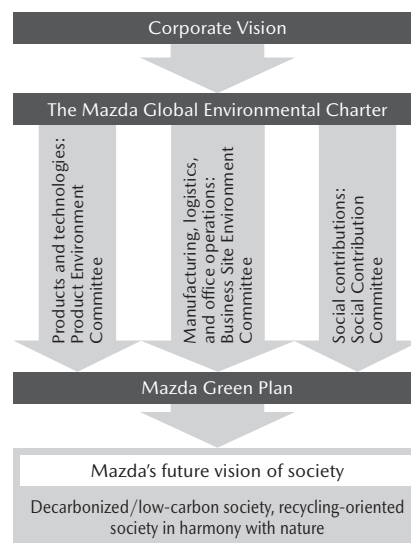 Corporate Vision
The Mazda Global Environmental Charter
Products and technologies:
Product Environment
Committee
Manufacturing, logistics,
and office operations:
Business Site Environment
Committee
Social contributions:
Social Contribution
Committee
Mazda Green Plan
Mazda’s future vision of society
Decarbonized/low-carbon society, recycling-oriented
society in harmony with nature